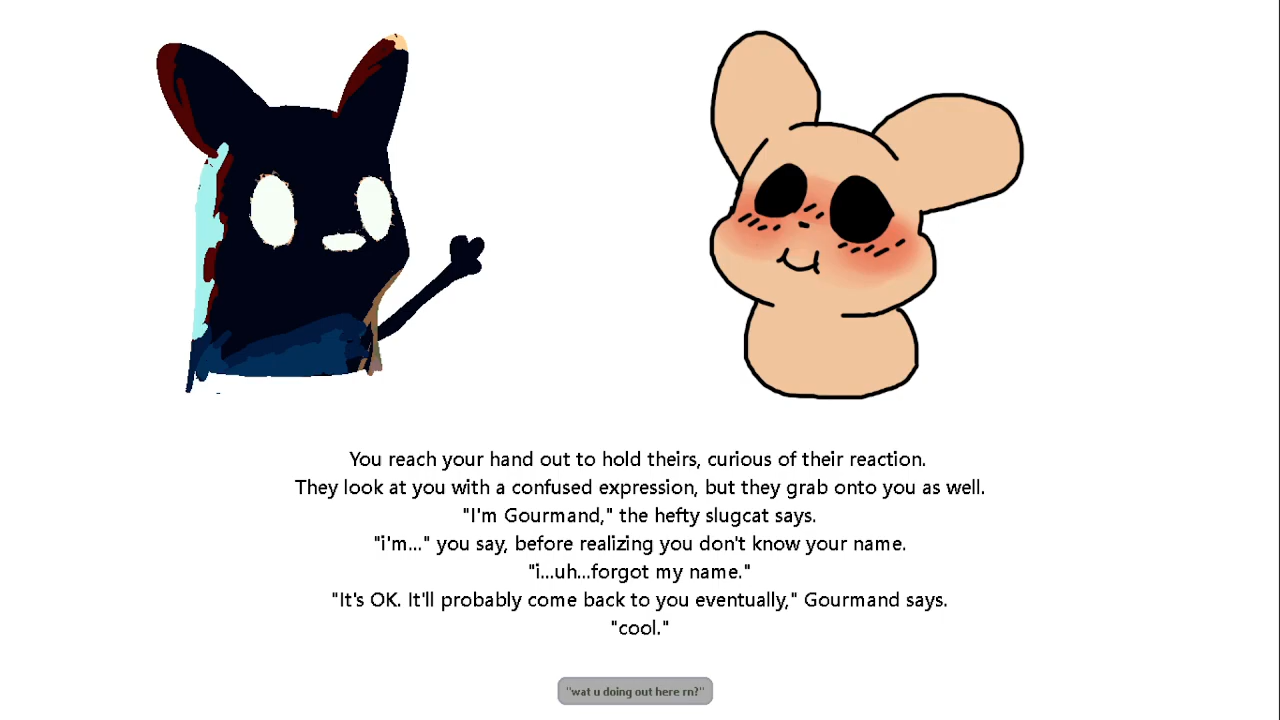 You reach your hand out to hold theirs, curious of their reaction.
They look at you with a confused expression, but they grab onto you as well.
"I'm Gourmand," the hefty slugcat says.
"i'm..." you say, before realizing you don't know your name.
"i...uh...forgot my name."
"It's OK. It'll probably come back to you eventually," Gourmand says.
"cool."
"wat u doing out here rn?"